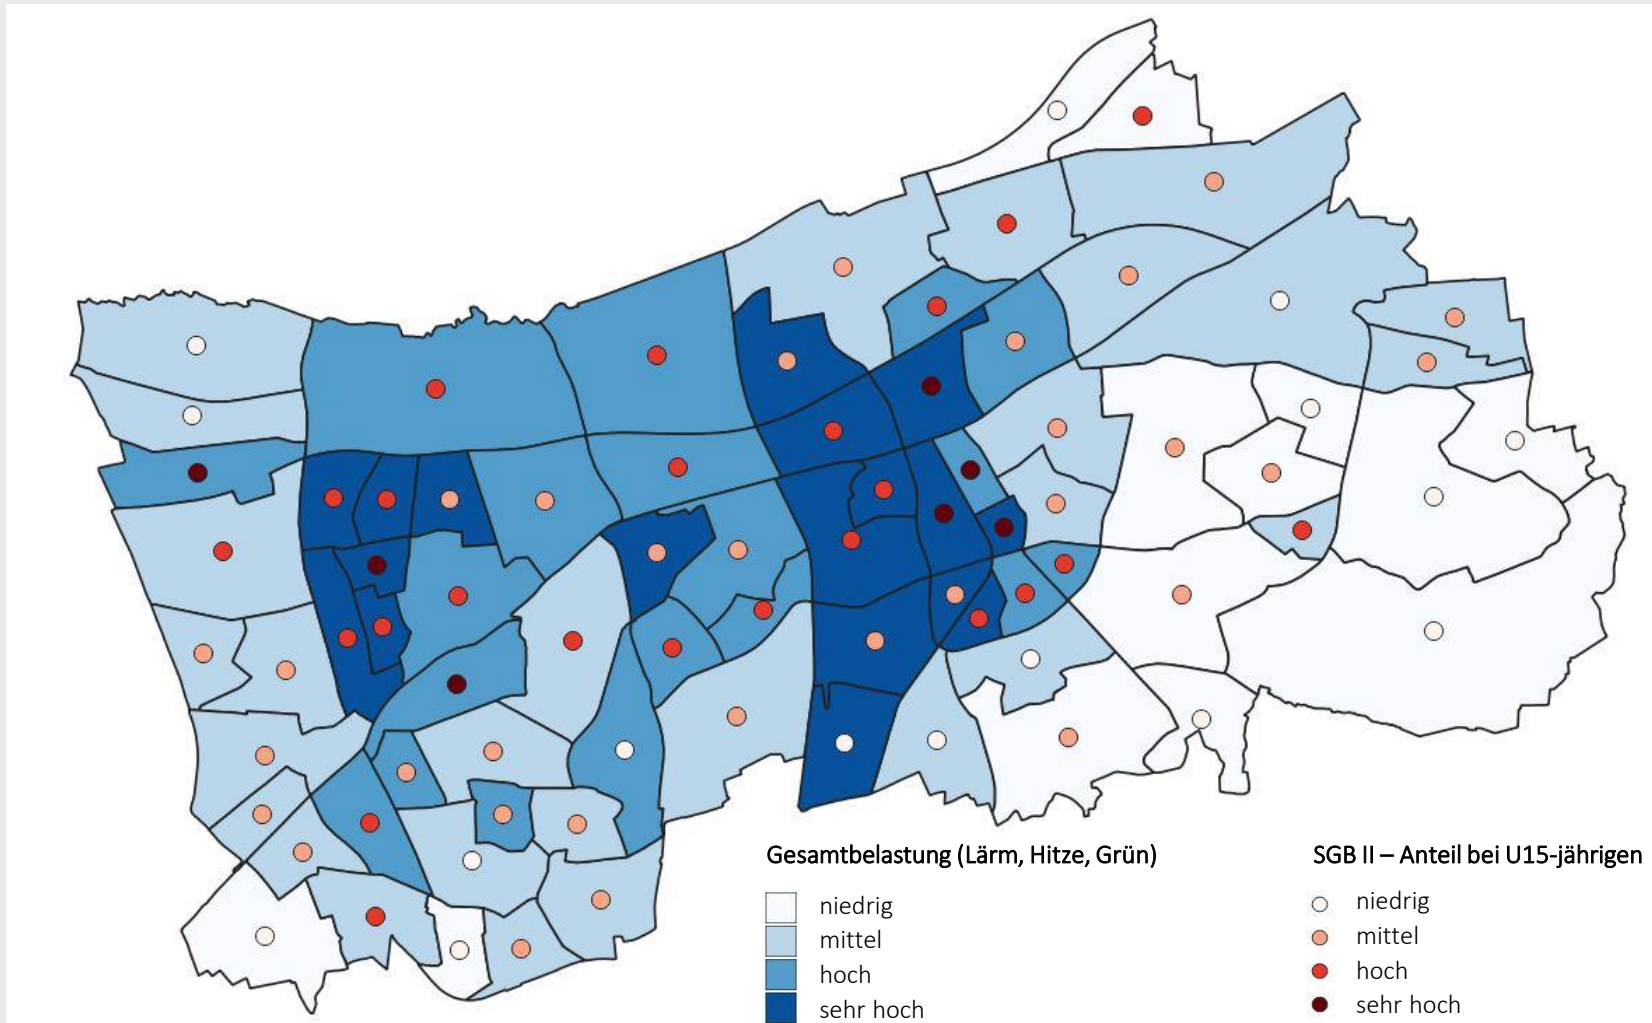 Gesamtbelastung (Lärm, Hitze, Grün)
niedrig
mittel
hoch
sehr hoch
SGB II – Anteil bei U15-jährigen
niedrig
mittel
hoch
sehr hoch